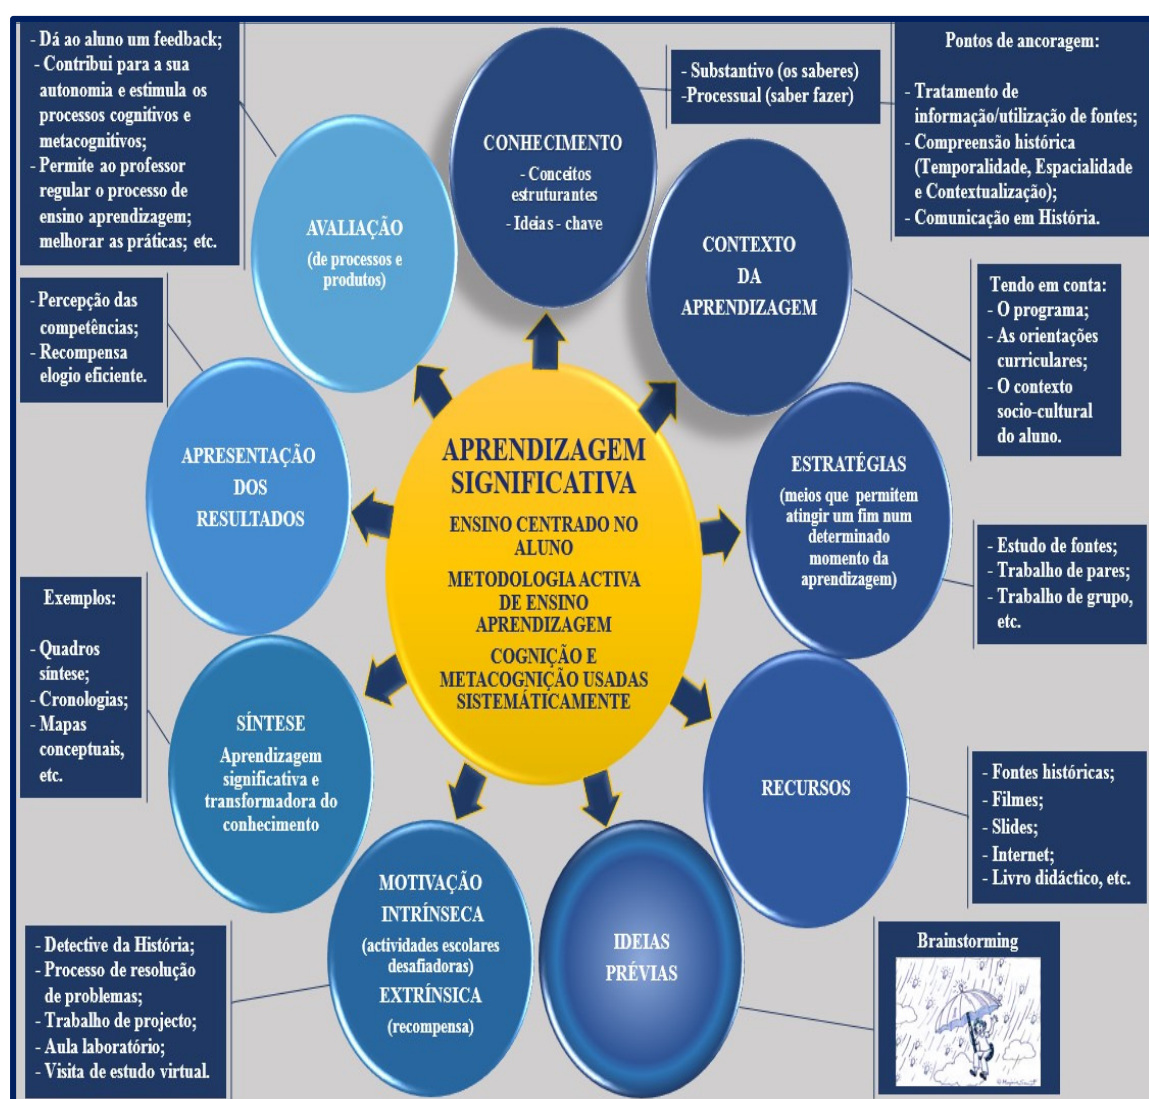 - Dá ao aluno um feedback;
- Contribui para a sua
autonomia e estimula os
processos cognitivos e
metacognitivos;
- Permite ao professor
regular o processo de
ensino aprendizagem;
melhorar as práticas; etc.
CONHECIMENTO
- Conceitos
estruturantes
- Ideias - chave
- Substantivo (os saberes)
-Processual (saber fazer)
Pontos de ancoragem:
- Tratamento de
informação/utilização de fontes;
- Compreensão histórica
(Temporalidade, Espacialidade
e Contextualização);
- Comunicação em História.
AVALIAÇÃO
(de processos e
produtos)
CONTEXTO
DA
APRENDIZAGEM
Tendo em conta:
- O programa;
- As orientações
curriculares;
- O contexto
socio-cultural
do aluno.
- Percepção das
competências;
- Recompensa
elogio eficiente.
APRESENTAÇÃO
DOS
RESULTADOS
APRENDIZAGEM
SIGNIFICATIVA
ENSINO CENTRADO NO
ALUNO
METODOLOGIA ACTIVA
DE ENSINO
APRENDIZAGEM
COGNIÇÃO E
METACOGNIÇÃO USADAS
SISTEMÁTICAMENTE
ESTRATÉGIAS
(meios que permitem
atingir um fim num
determinado
momento da
aprendizagem)
- Estudo de fontes;
- Trabalho de pares;
- Trabalho de grupo,
etc.
Exemplos:
- Quadros
síntese;
- Cronologias;
- Mapas
conceptuais,
etc.
SÍNTESE
Aprendizagem
significativa e
transformadora do
conhecimento
RECURSOS
- Fontes históricas;
- Filmes;
- Slides;
- Internet;
- Livro didáctico, etc.
MOTIVAÇÃO
INTRÍNSECA
(actividades escolares
desafiadoras)
EXTRÍNSICA
(recompensa)
IDEIAS
PRÉVIAS
- Detective da História;
- Processo de resolução
de problemas;
- Trabalho de projecto;
- Aula laboratório;
- Visita de estudo virtual.
Brainstorming